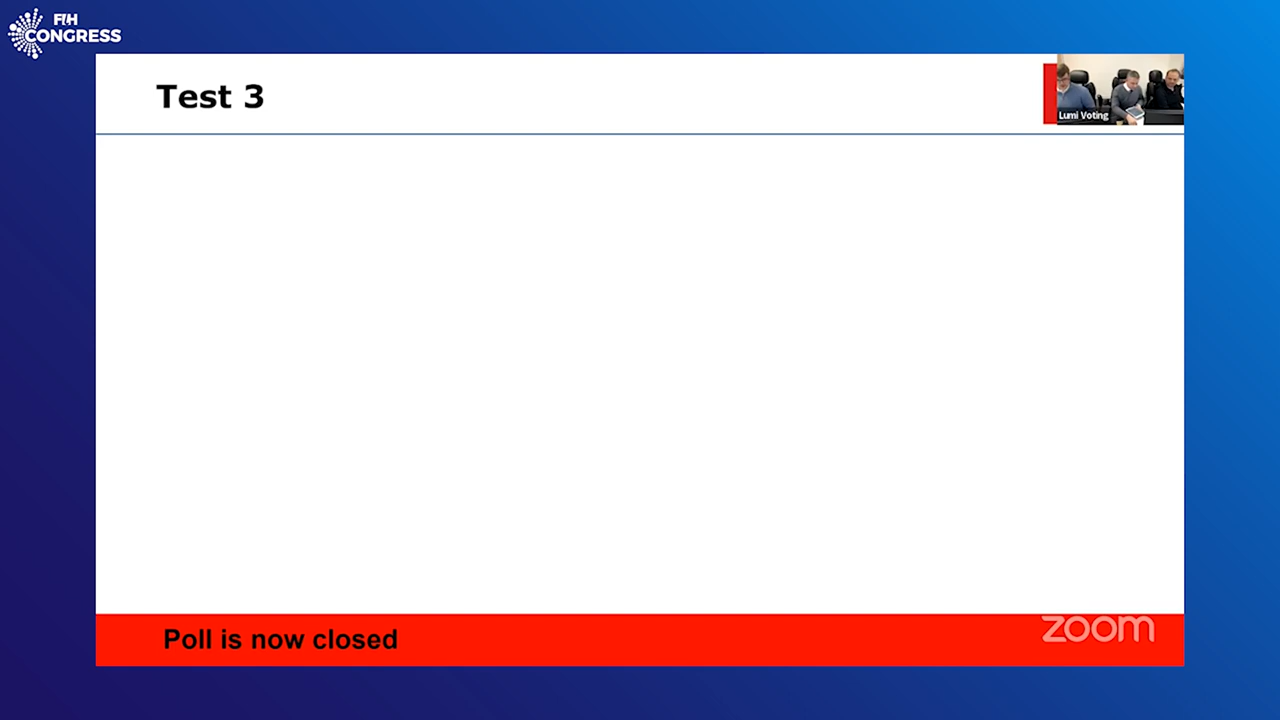 FIH
CONGRESS
Test 3
Lumi Voting
Poll is now closed
zoom